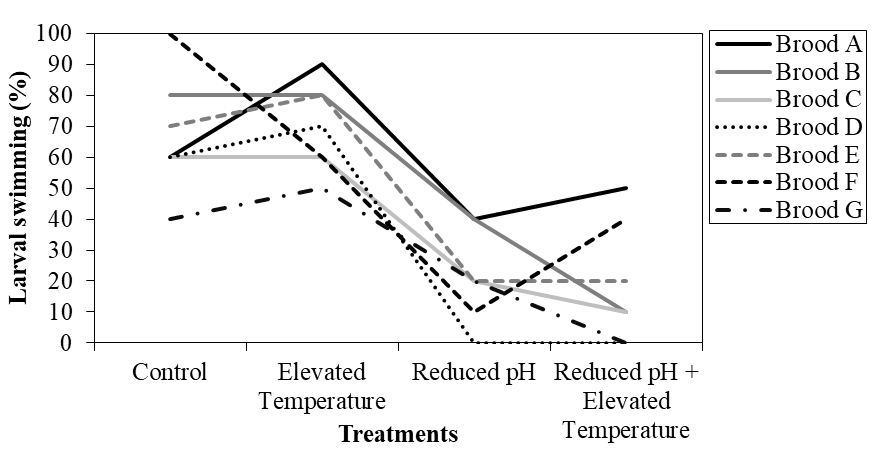 100
90
80
70
60
50
40
30
20
10
0
Larval swimming (%)
Control
Elevated
Temperature
Reduced pH
Reduced pH +
Elevated
Temperature
Treatments
Brood A
Brood B
Brood C
Brood D
Brood E
Brood F
Brood G